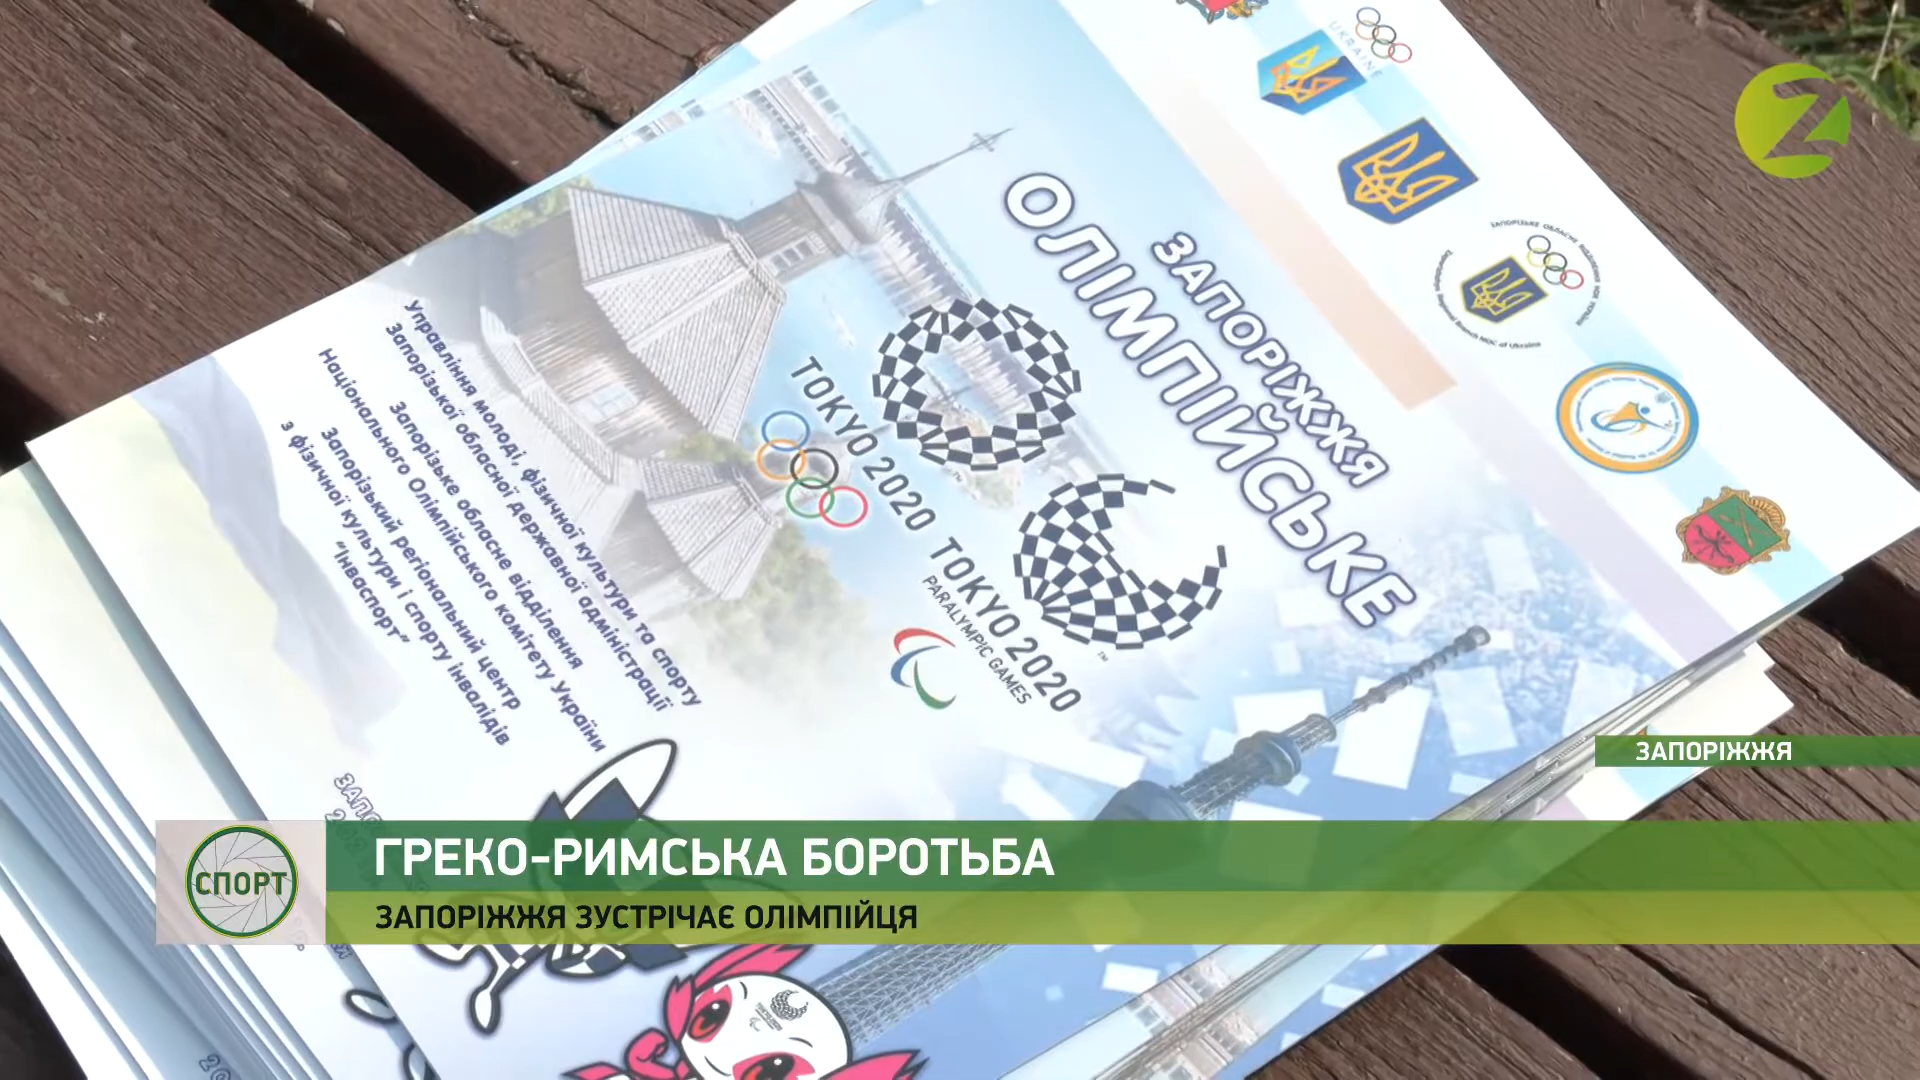 UKRAINE
ЗАПОРІЖЖЯ
ОЛІМПІЙСЬКЕ
TOKYO 2020
TOKYO 2020
PARALYMPIC GAMES
Управління молоді, фізичної культури та спорту
Запорізької обласної державної адміністрації
Запорізьке обласне відділення
Національного Олімпійського комітету України
Запорізький регіональний центр
з фізичної культури і спорту інвалідів
"Інваспорт"
ЗАПОРІЖЖЯ
СПОРТ
ГРЕКО-РИМСЬКА БОРОТЬБА
ЗАПОРІЖЖЯ ЗУСТРІЧАЄ ОЛІМПІЙЦЯ